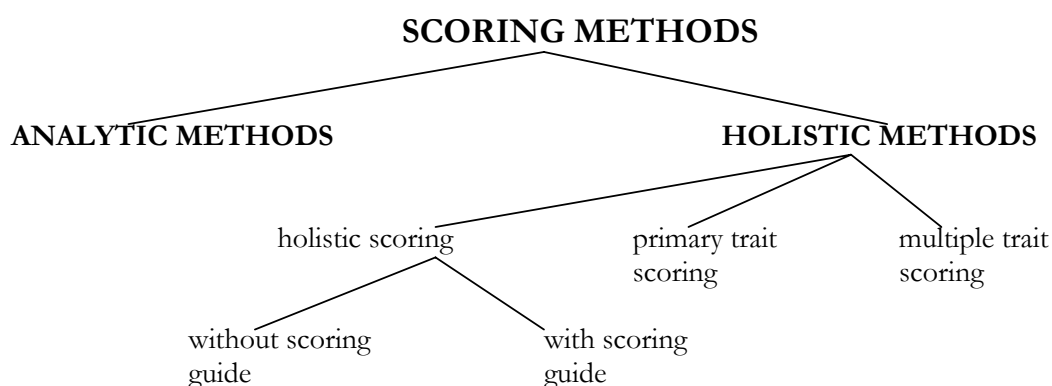 SCORING METHODS
ANALYTIC METHODS
HOLISTIC METHODS
holistic scoring
primary trait
scoring
multiple trait
scoring
without scoring
guide
with scoring
guide